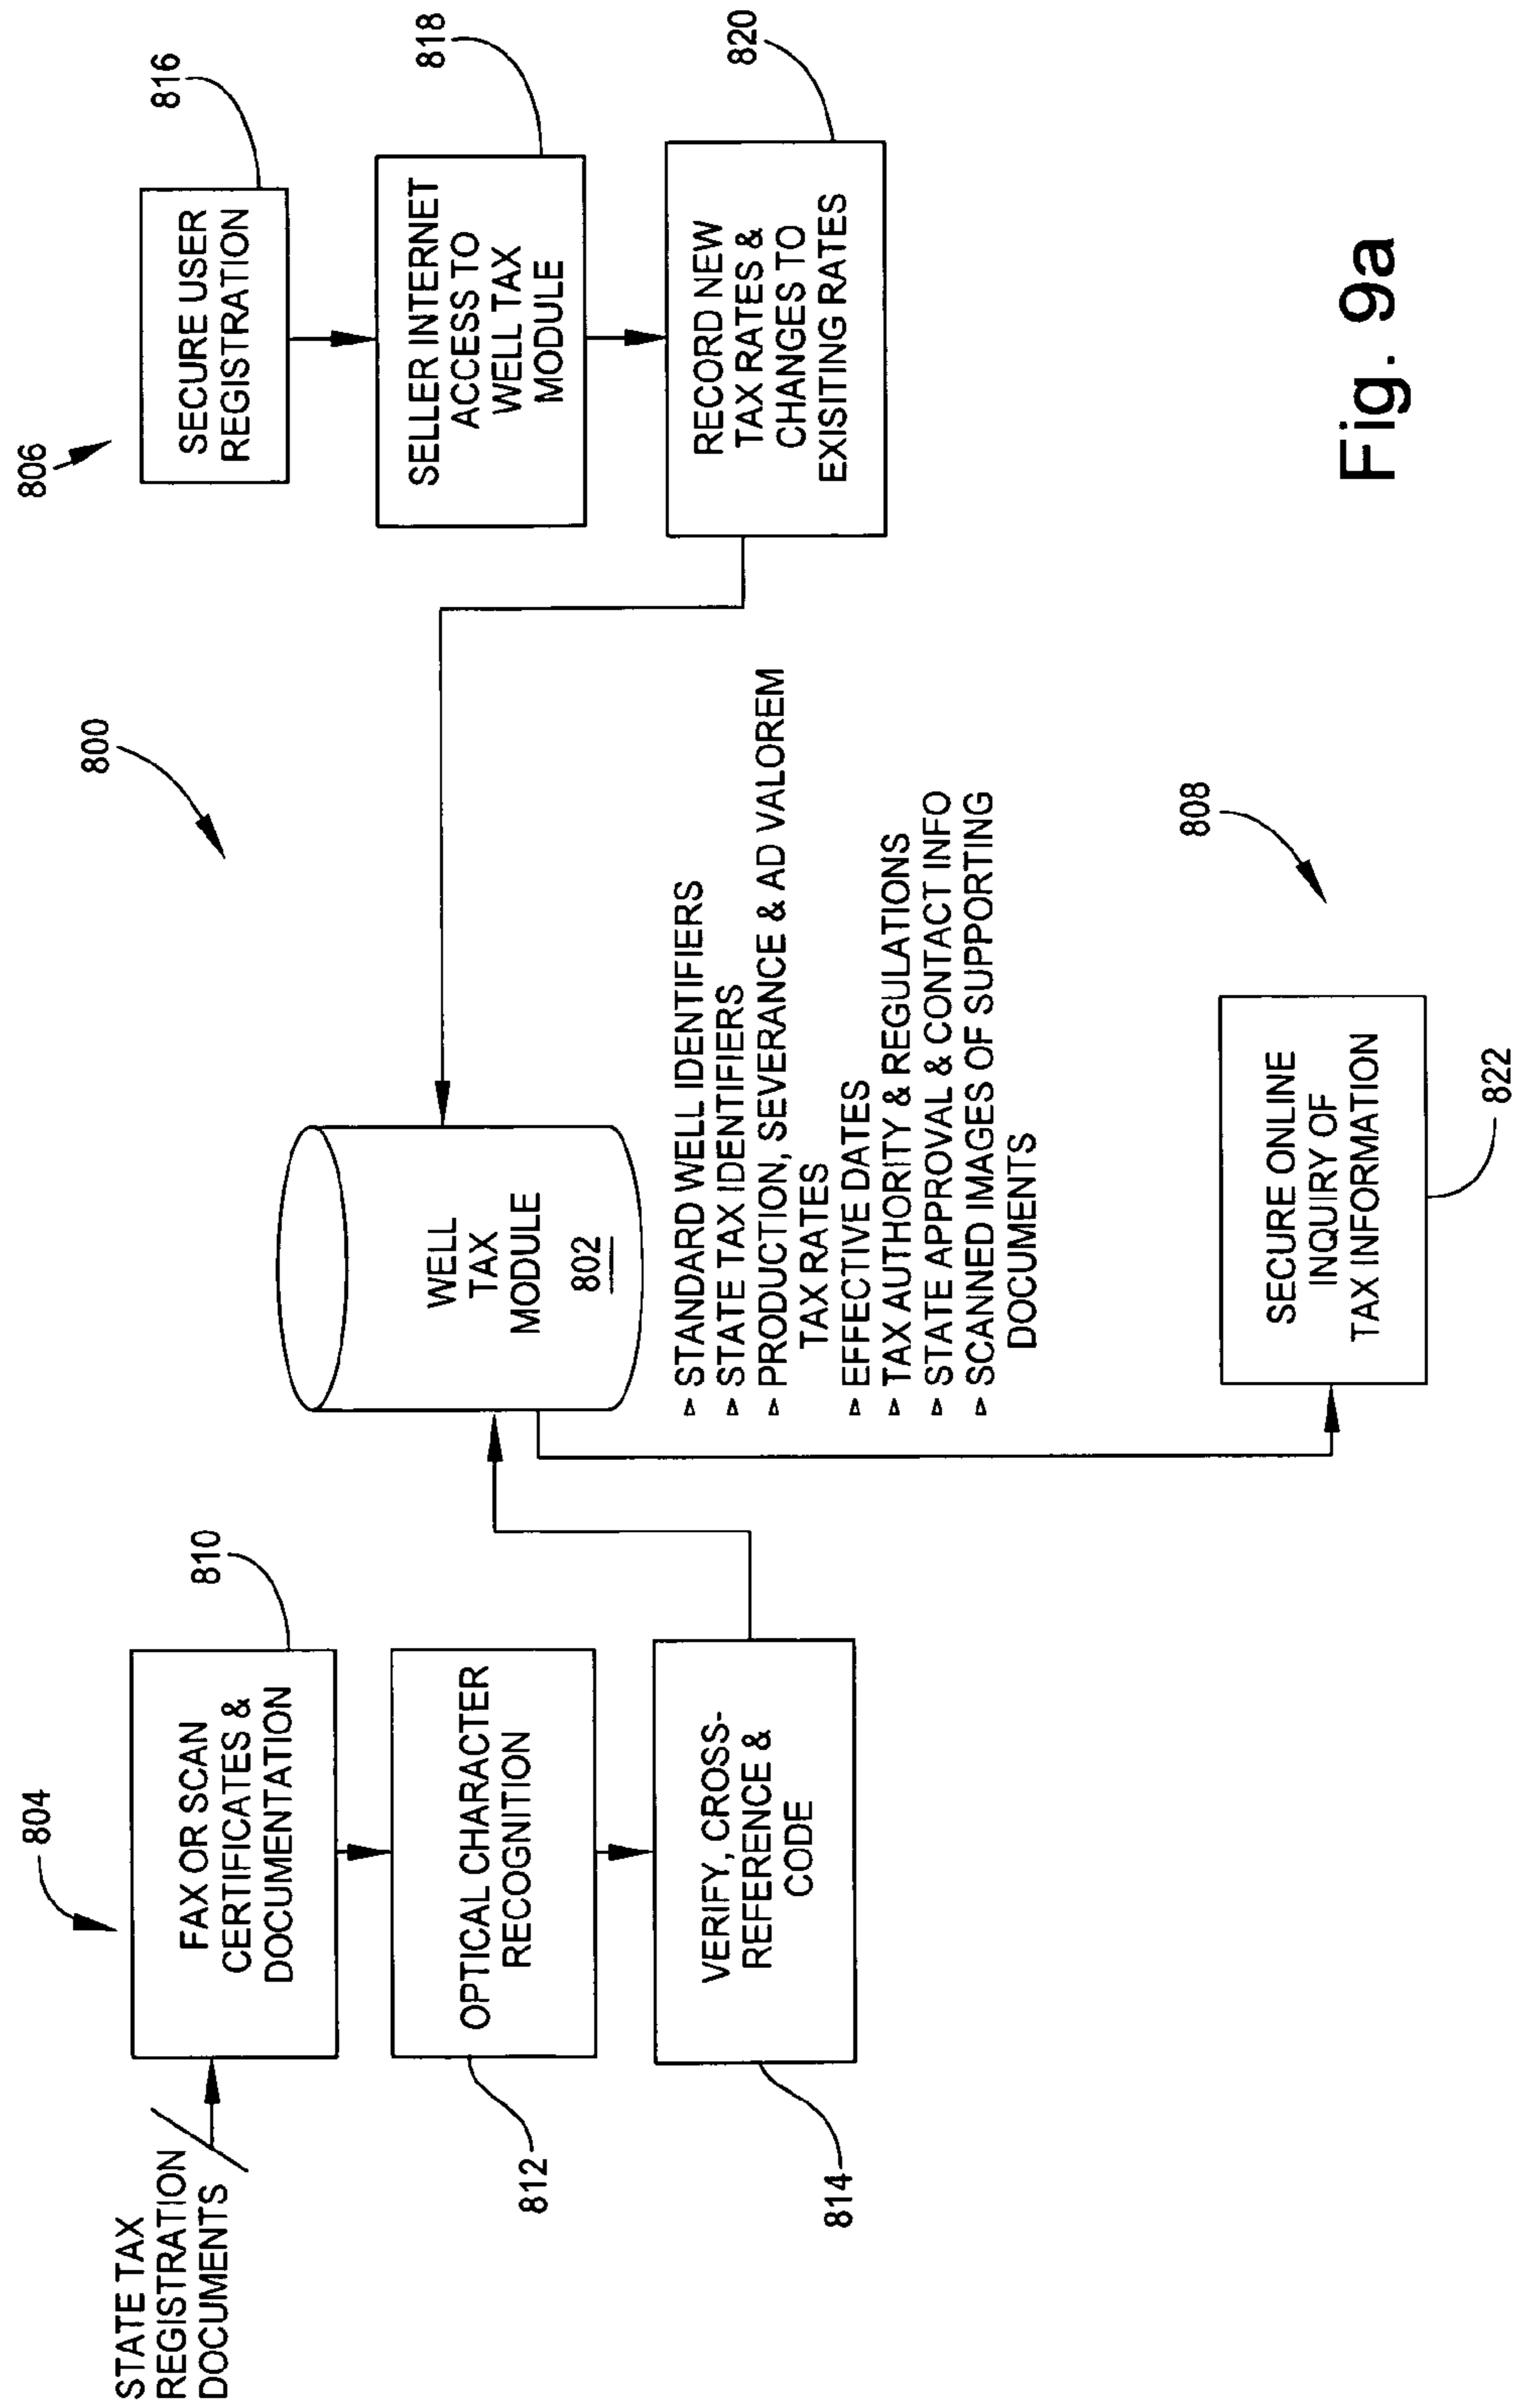 800
804
STATE TAX
REGISTRATION
DOCUMENTS
FAX OR SCAN
CERTIFICATES &
DOCUMENTATION
810
OPTICAL CHARACTER
RECOGNITION
812
VERIFY, CROSS-
REFERENCE &
CODE
814
WELL
TAX
MODULE
802
▹ STANDARD WELL IDENTIFIERS
▹ STATE TAX IDENTIFIERS
▹ PRODUCTION, SEVERANCE & AD VALOREM
TAX RATES
▹ EFFECTIVE DATES
▹ TAX AUTHORITY & REGULATIONS
▹ STATE APPROVAL & CONTACT INFO
▹ SCANNED IMAGES OF SUPPORTING
DOCUMENTS
806
SECURE USER
REGISTRATION
816
SELLER INTERNET
ACCESS TO
WELL TAX
MODULE
818
RECORD NEW
TAX RATES &
CHANGES TO
EXISITING RATES
820
808
SECURE ONLINE
INQUIRY OF
TAX INFORMATION
822
Fig. 9a